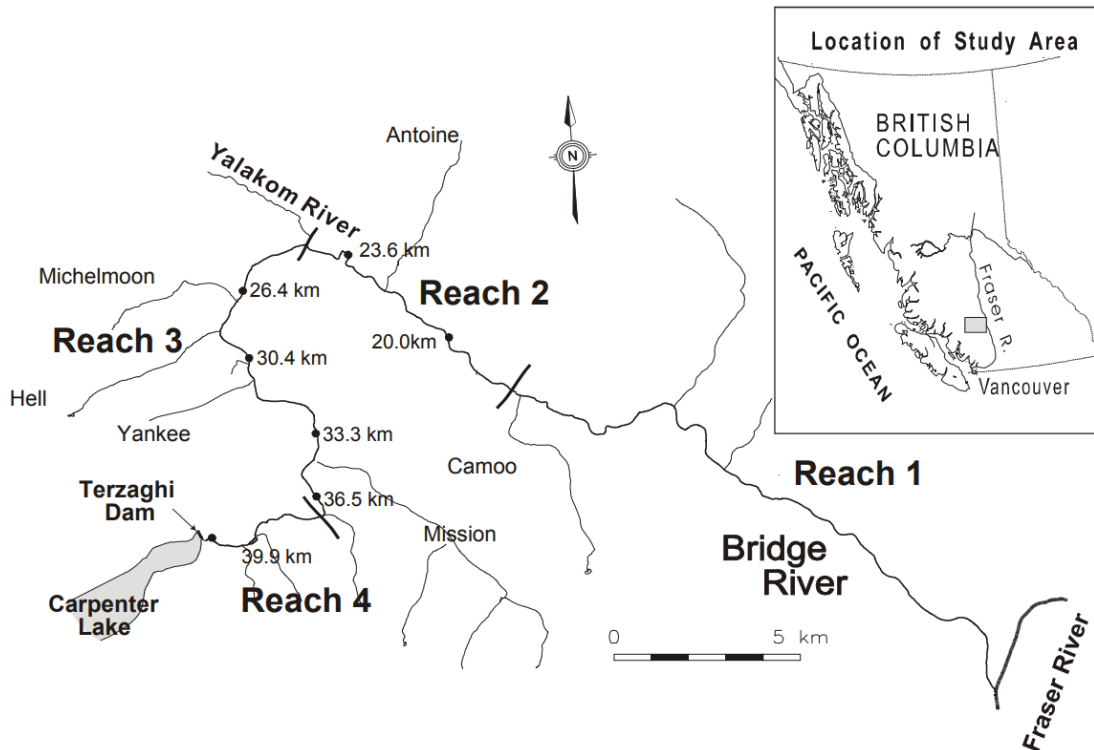 Location of Study Area
BRITISH
COLUMBIA
PACIFIC OCEAN
Fraser R.
Vancouver
Antoine
N
Yalakom River
23.6 km
Michelmoon
26.4 km
Reach 2
Reach 3
20.0km
30.4 km
Hell
Yankee
33.3 km
Camoo
Reach 1
Terzaghi
Dam
36.5 km
Mission
39.9 km
Bridge
River
Reach 4
Carpenter
Lake
0 5 km
Fraser River